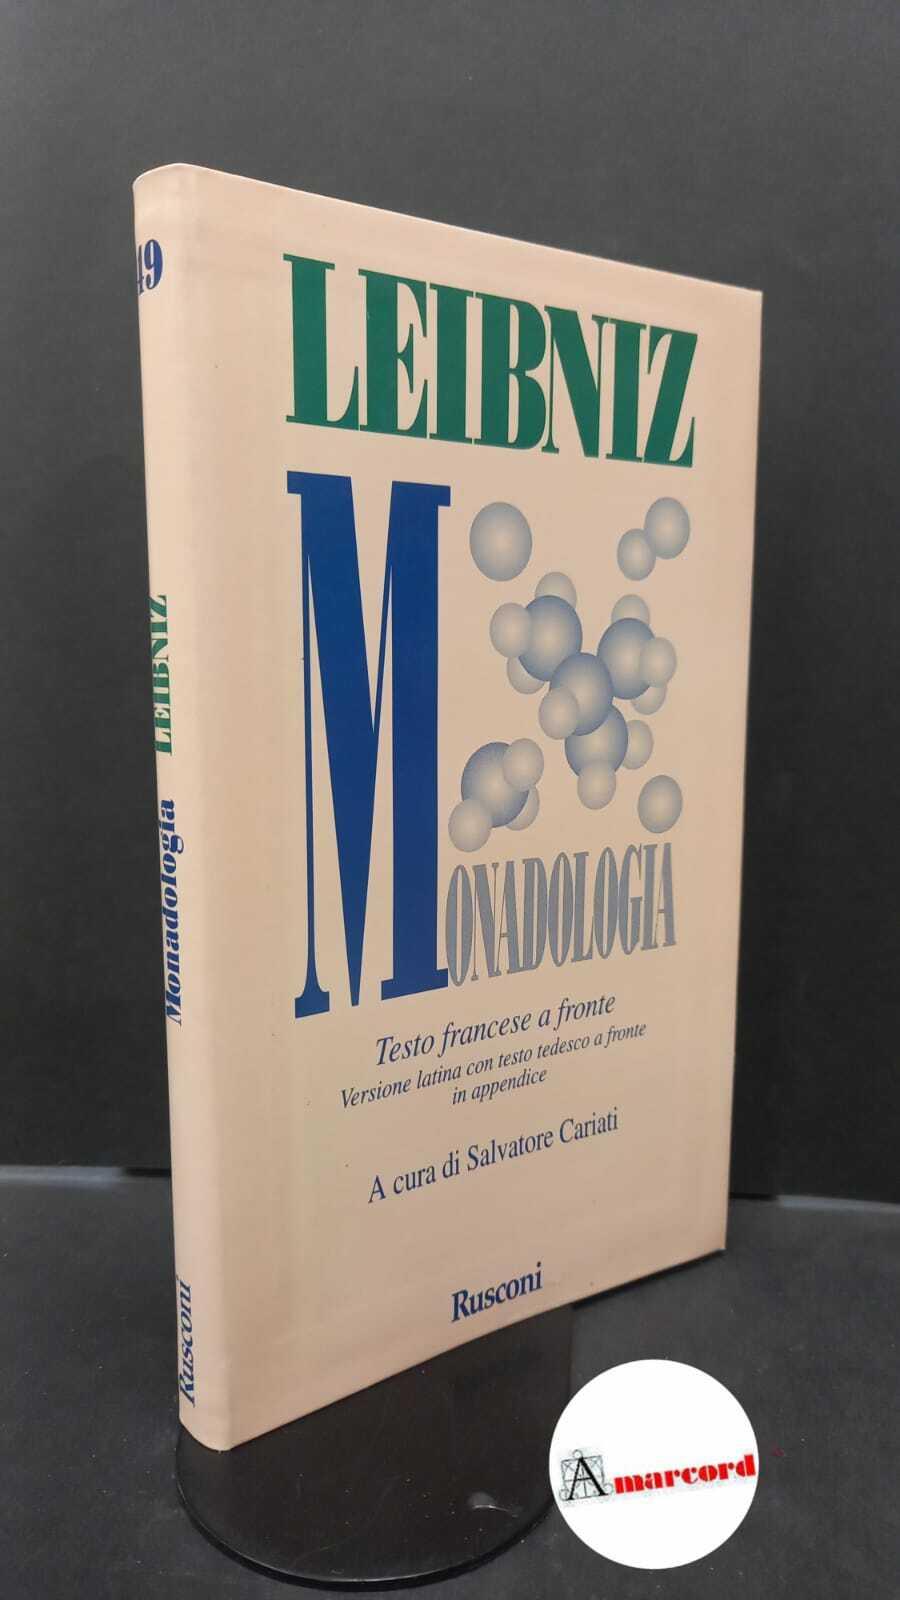 LEIBNIZ
MONADOLOGIA
Testo francese a fronte
Versione latina con testo tedesco a fronte
in appendice
A cura di Salvatore Cariati
Rusconi
49
LEIBNIZ
Monadologia
Rusconi
Amarcord